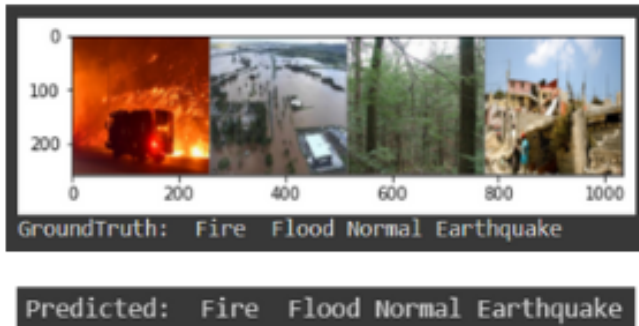 0
100
200
0 200 400 600 800 1000
GroundTruth: Fire Flood Normal Earthquake
Predicted: Fire Flood Normal Earthquake